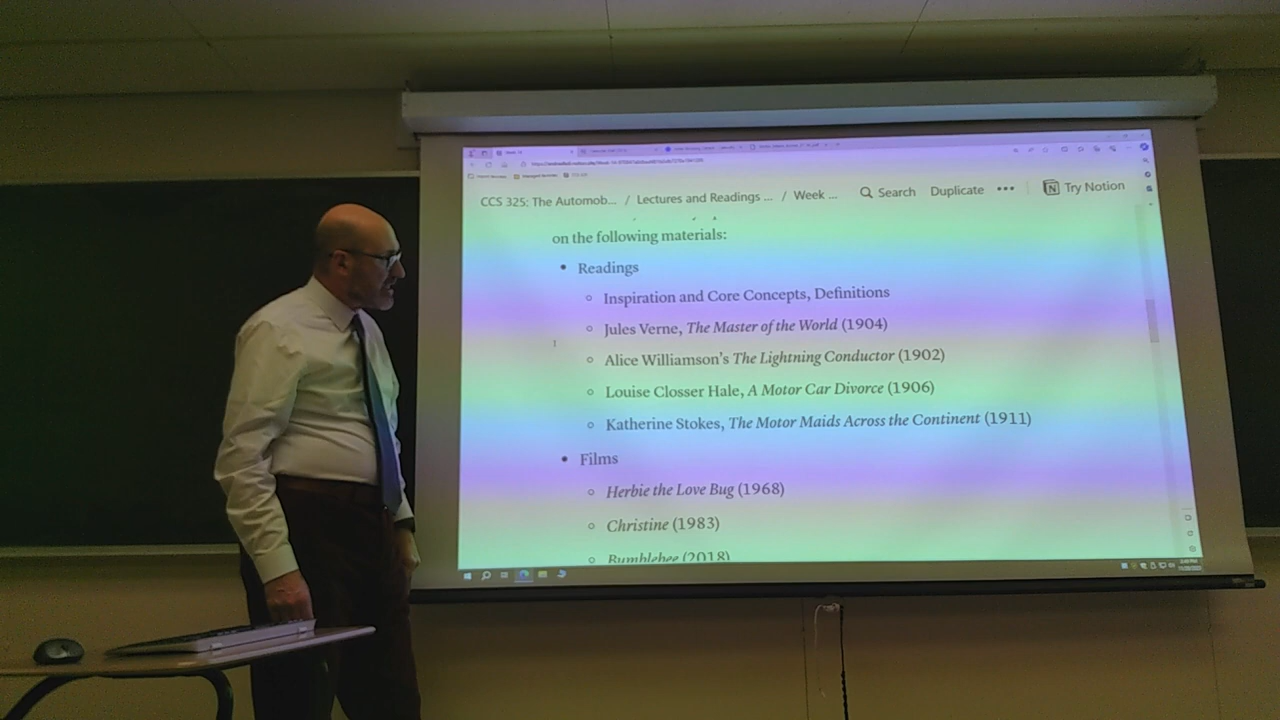 CCS 325: The Automob... / Lectures and Readings ... / Week ... Search Duplicate ••• Try Notion
on the following materials:
• Readings
◦ Inspiration and Core Concepts, Definitions
◦ Jules Verne, The Master of the World (1904)
◦ Alice Williamson's The Lightning Conductor (1902)
◦ Louise Closser Hale, A Motor Car Divorce (1906)
◦ Katherine Stokes, The Motor Maids Across the Continent (1911)
• Films
◦ Herbie the Love Bug (1968)
◦ Christine (1983)
◦ Bumblebee (2018)